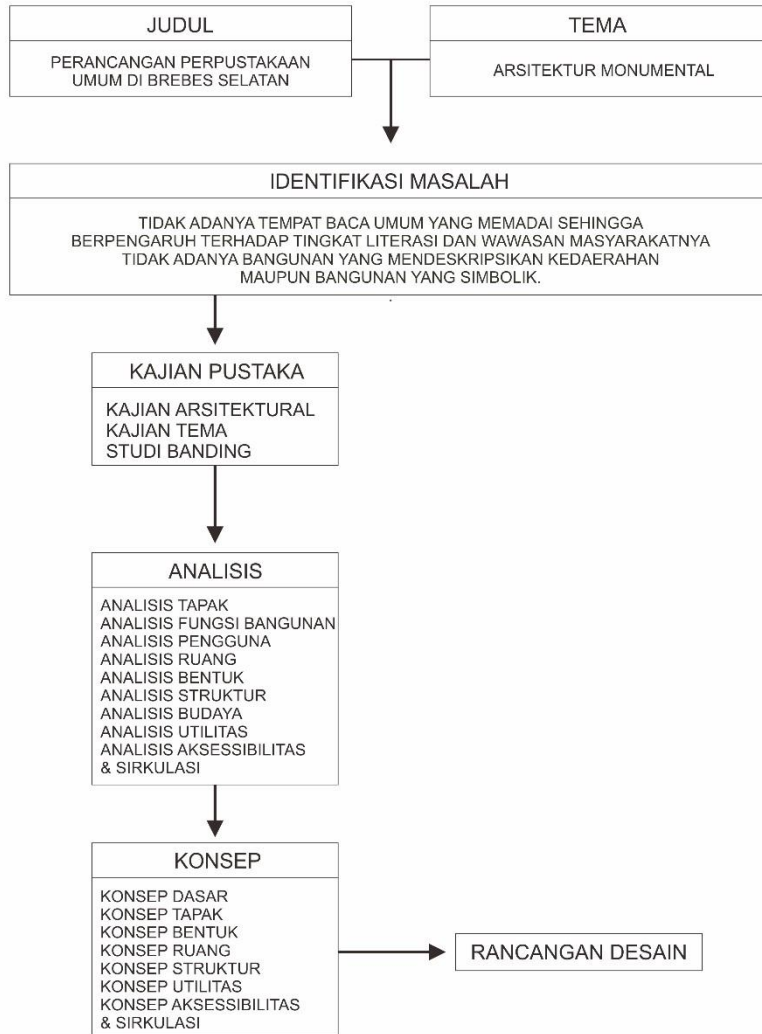 JUDUL
PERANCANGAN PERPUSTAKAAN
UMUM DI BREBES SELATAN
TEMA
ARSITEKTUR MONUMENTAL
IDENTIFIKASI MASALAH
TIDAK ADANYA TEMPAT BACA UMUM YANG MEMADAI SEHINGGA
BERPENGARUH TERHADAP TINGKAT LITERASI DAN WAWASAN MASYARAKATNYA
TIDAK ADANYA BANGUNAN YANG MENDESKRIPSIKAN KEDAERAHAN
MAUPUN BANGUNAN YANG SIMBOLIK.
KAJIAN PUSTAKA
KAJIAN ARSITEKTURAL
KAJIAN TEMA
STUDI BANDING
ANALISIS
ANALISIS TAPAK
ANALISIS FUNGSI BANGUNAN
ANALISIS PENGGUNA
ANALISIS RUANG
ANALISIS BENTUK
ANALISIS STRUKTUR
ANALISIS BUDAYA
ANALISIS UTILITAS
ANALISIS AKSESSIBILITAS
& SIRKULASI
KONSEP
KONSEP DASAR
KONSEP TAPAK
KONSEP BENTUK
KONSEP RUANG
KONSEP STRUKTUR
KONSEP UTILITAS
KONSEP AKSESSIBILITAS
& SIRKULASI
RANCANGAN DESAIN